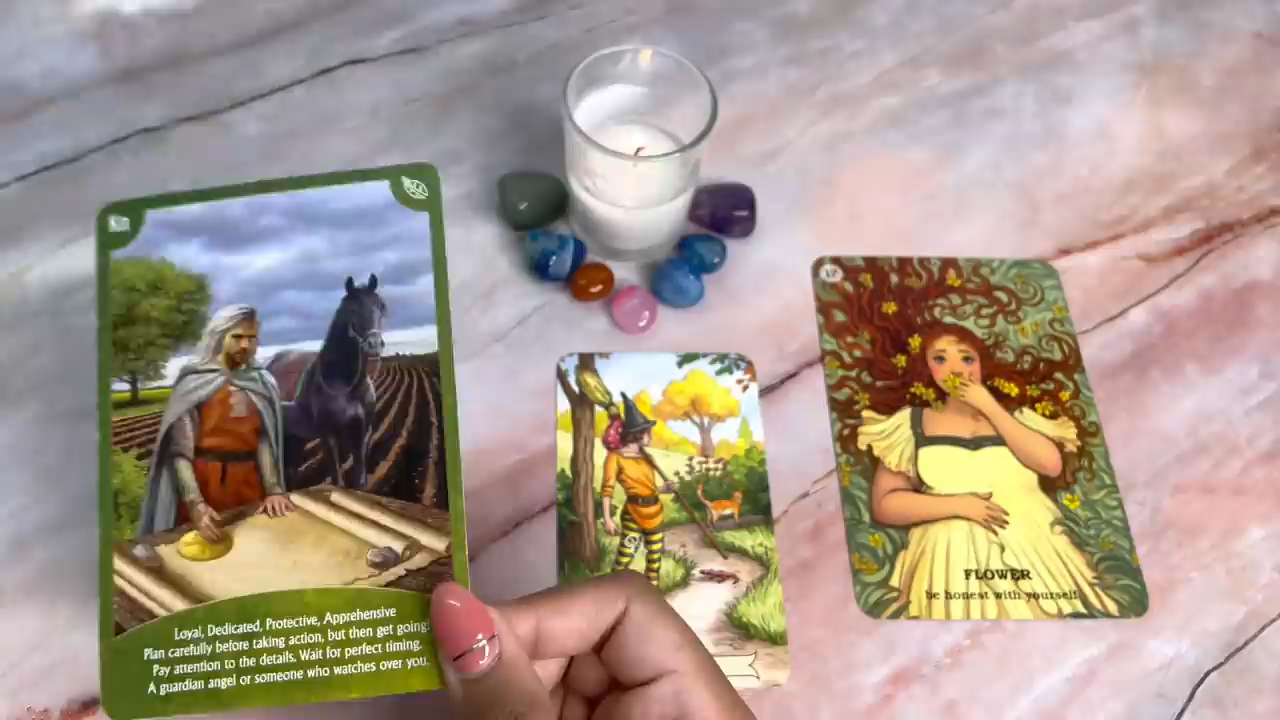 Loyal, Dedicated, Protective, Apprehensive
Plan carefully before taking action, but then get going!
Pay attention to the details. Wait for perfect timing.
A guardian angel or someone who watches over you.
FLOWER
be honest with yourself